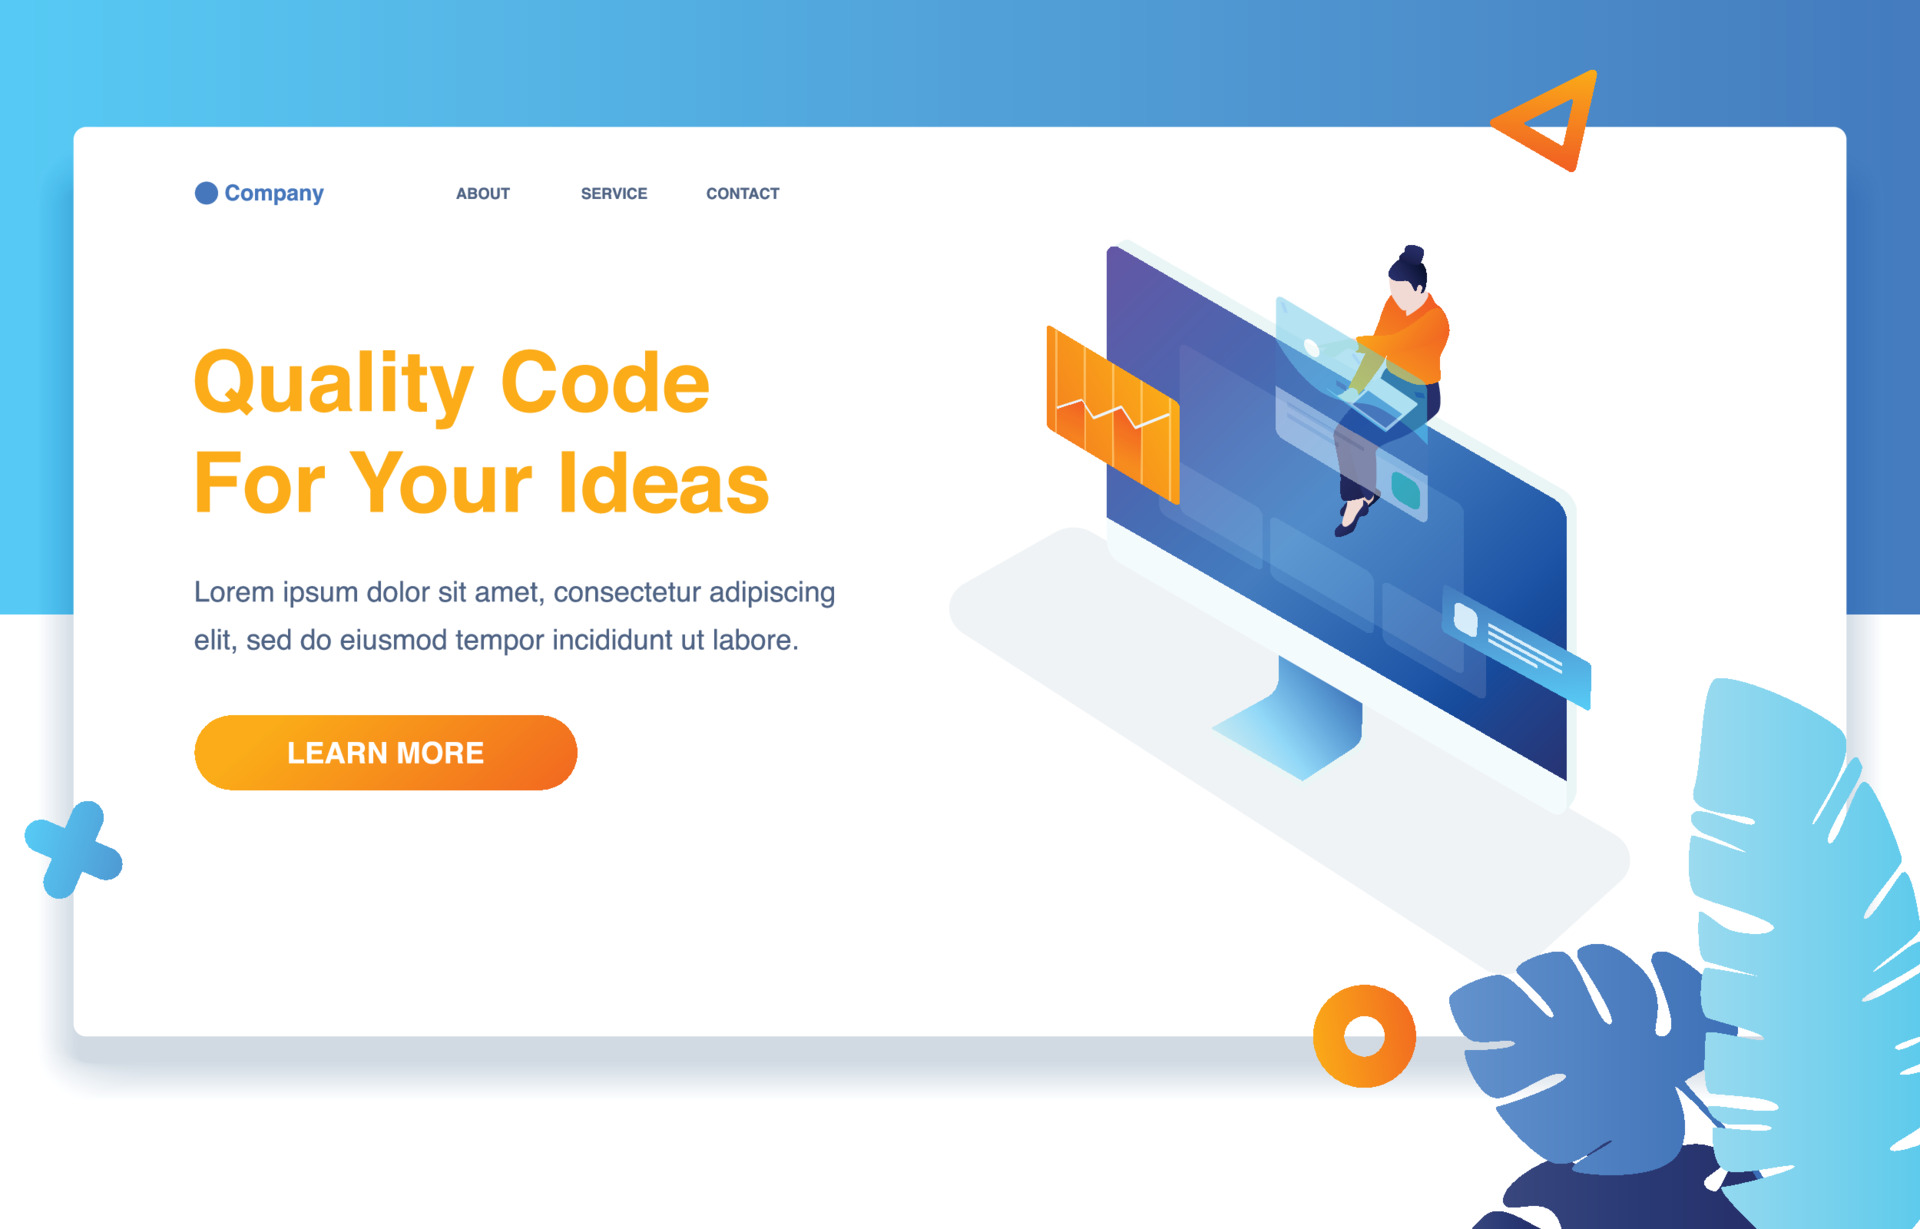 Company
ABOUT
SERVICE
CONTACT
Quality Code
For Your Ideas
Lorem ipsum dolor sit amet, consectetur adipiscing
elit, sed do eiusmod tempor incididunt ut labore.
LEARN MORE